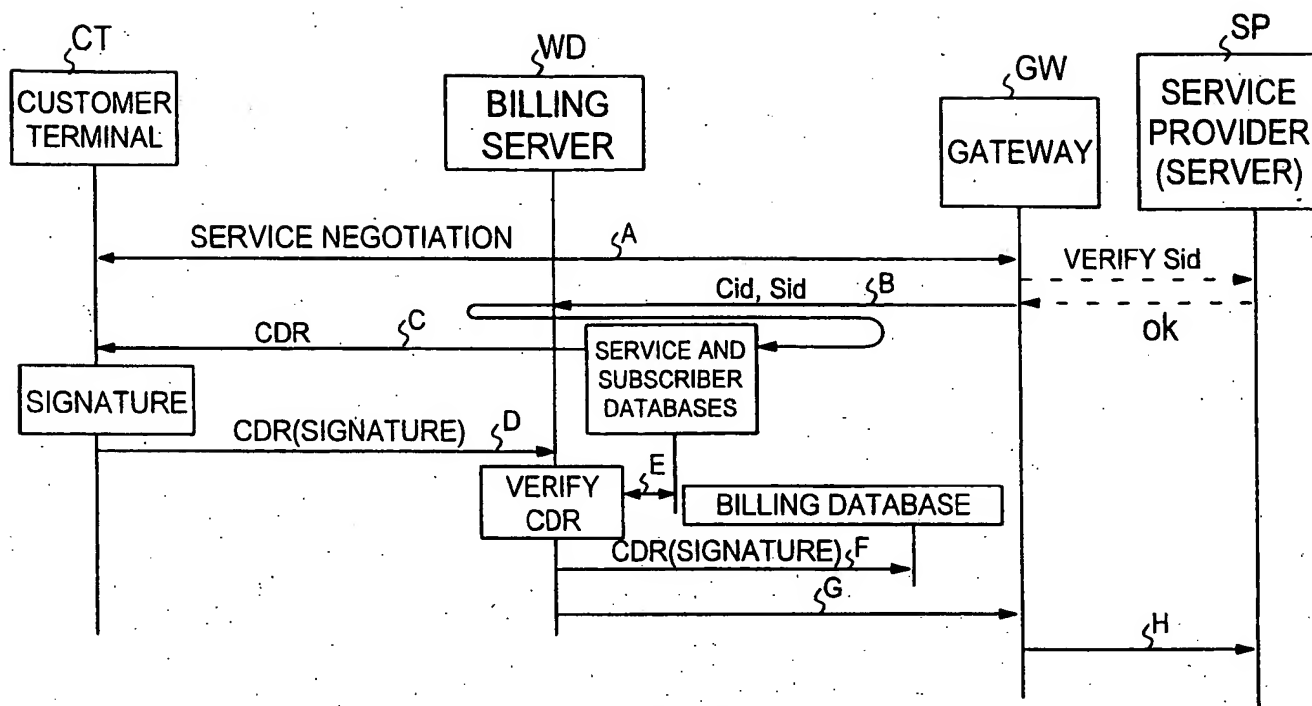 CT
WD
GW
SP
CUSTOMER
TERMINAL
BILLING
SERVER
GATEWAY
SERVICE
PROVIDER
(SERVER)
SERVICE NEGOTIATION
A
VERIFY Sid
Cid, Sid
B
ok
CDR
C
SERVICE AND
SUBSCRIBER
DATABASES
SIGNATURE
CDR(SIGNATURE)
D
VERIFY
CDR
E
BILLING DATABASE
CDR(SIGNATURE)
F
G
H